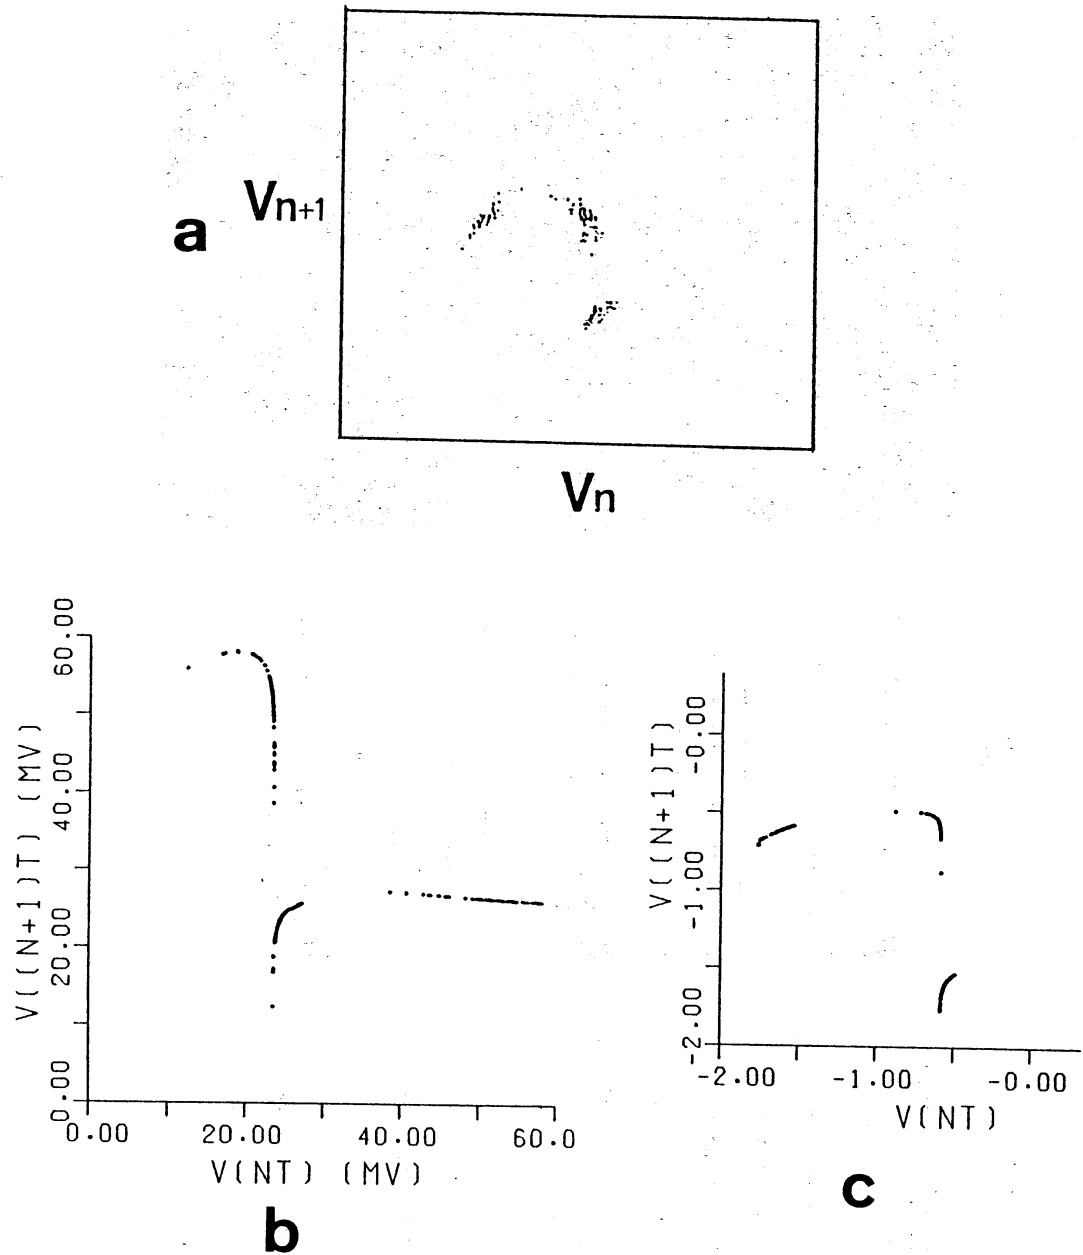 a
Vn+1
Vn
V((N+1)T) (MV)
60.00
40.00
20.00
0.00
0.00 20.00 40.00 60.0
V(NT) (MV)
b
V((N+1)T)
-0.00
-1.00
-2.00
-2.00 -1.00 -0.00
V(NT)
c